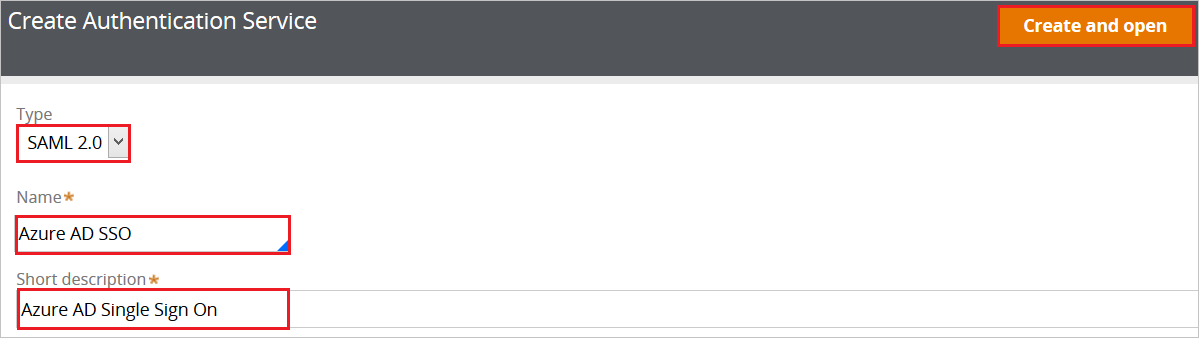 Create Authentication Service
Create and open
Type
SAML 2.0
Name*
Azure AD SSO
Short description*
Azure AD Single Sign On